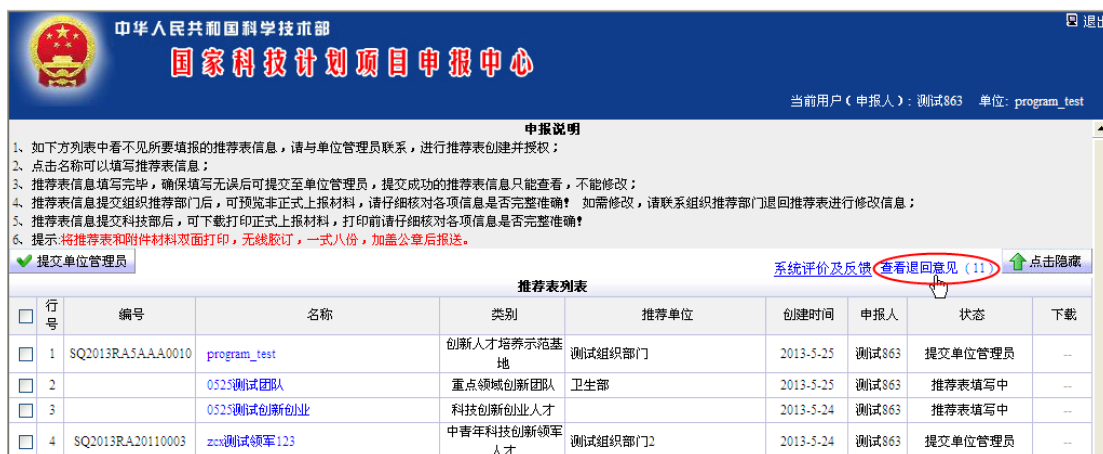 中华人民共和国科学技术部
退出
国家科技计划项目申报中心
当前用户(申报人):测试863 单位: program_test
申报说明
1、如下方列表中看不见所要填报的推荐表信息,请与单位管理员联系,进行推荐表创建并授权;
2、点击名称可以填写推荐表信息;
3、推荐表信息填写完毕,确保填写无误后可提交至单位管理员,提交成功的推荐表信息只能查看,不能修改;
4、推荐表信息提交组织推荐部门后,可预览非正式上报材料,请仔细核对各项信息是否完整准确! 如需修改,请联系组织推荐部门退回推荐表进行修改信息;
5、推荐表信息提交科技部后,可下载打印正式上报材料,打印前请仔细核对各项信息是否完整准确!
6、提示:将推荐表和附件材料双面打印,无线胶订,一式八份,加盖公章后报送。
提交单位管理员 系统评价及反馈 查看退回意见(11) 点击隐藏
推荐表列表
行号 编号 名称 类别 推荐单位 创建时间 申报人 状态 下载
1 SQ2013RA5AAA0010 program_test 创新人才培养示范基地 测试组织部门 2013-5-25 测试863 提交单位管理员 --
2 0525测试团队 重点领域创新团队 卫生部 2013-5-25 测试863 推荐表填写中 --
3 0525测试创新创业 科技创新创业人才 2013-5-24 测试863 推荐表填写中 --
4 SQ2013RA20110003 zcx测试领军123 中青年科技创新领军人才 测试组织部门2 2013-5-24 测试863 提交单位管理员 --